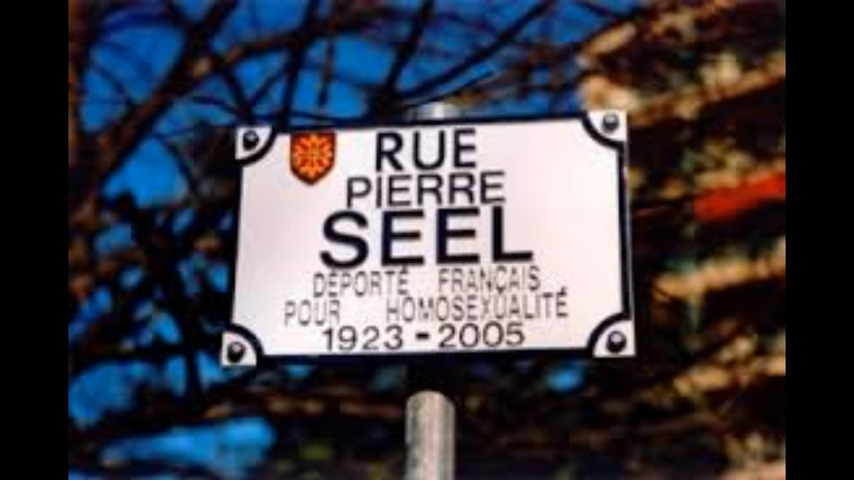 RUE
PIERRE
SEEL
DÉPORTÉ FRANÇAIS
POUR HOMOSEXUALITÉ
1923 - 2005